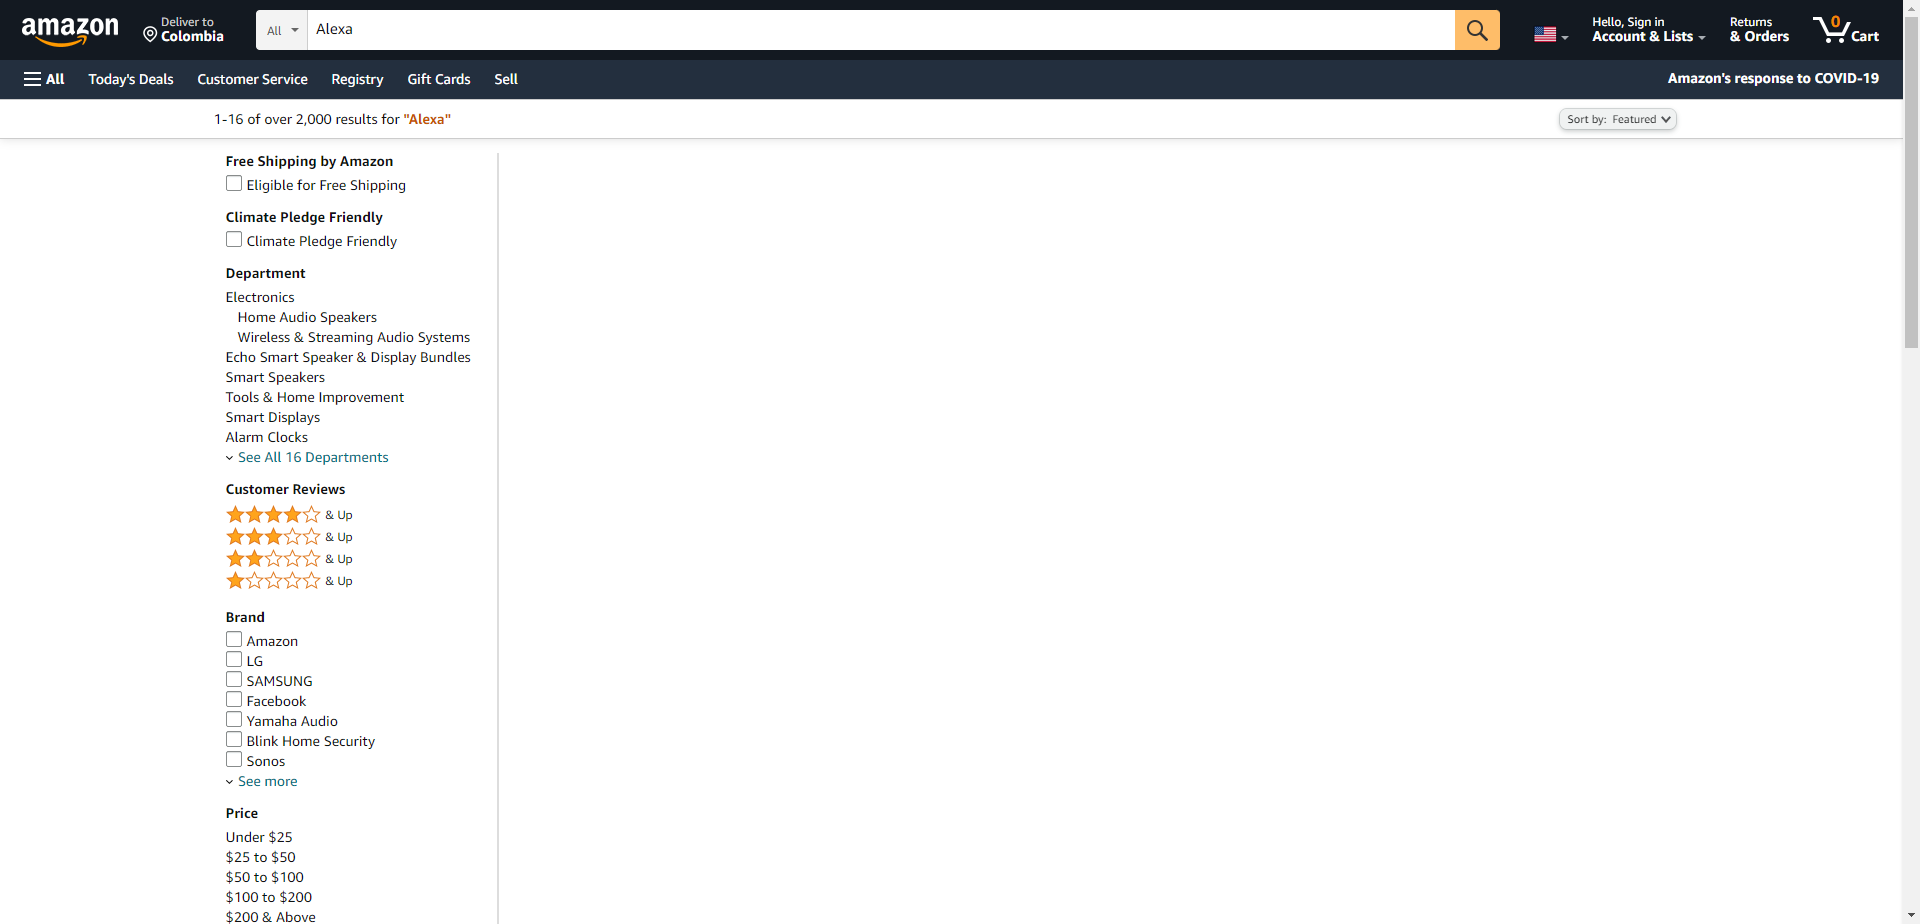 amazon
Deliver to
Colombia
All
Alexa
Hello, Sign in
Account & Lists
Returns
& Orders
0
Cart
All
Today's Deals
Customer Service
Registry
Gift Cards
Sell
Amazon's response to COVID-19
1-16 of over 2,000 results for "Alexa"
Sort by: Featured
Free Shipping by Amazon
Eligible for Free Shipping
Climate Pledge Friendly
Climate Pledge Friendly
Department
Electronics
Home Audio Speakers
Wireless & Streaming Audio Systems
Echo Smart Speaker & Display Bundles
Smart Speakers
Tools & Home Improvement
Smart Displays
Alarm Clocks
See All 16 Departments
Customer Reviews
& Up
& Up
& Up
& Up
Brand
Amazon
LG
SAMSUNG
Facebook
Yamaha Audio
Blink Home Security
Sonos
See more
Price
Under $25
$25 to $50
$50 to $100
$100 to $200
$200 & Above